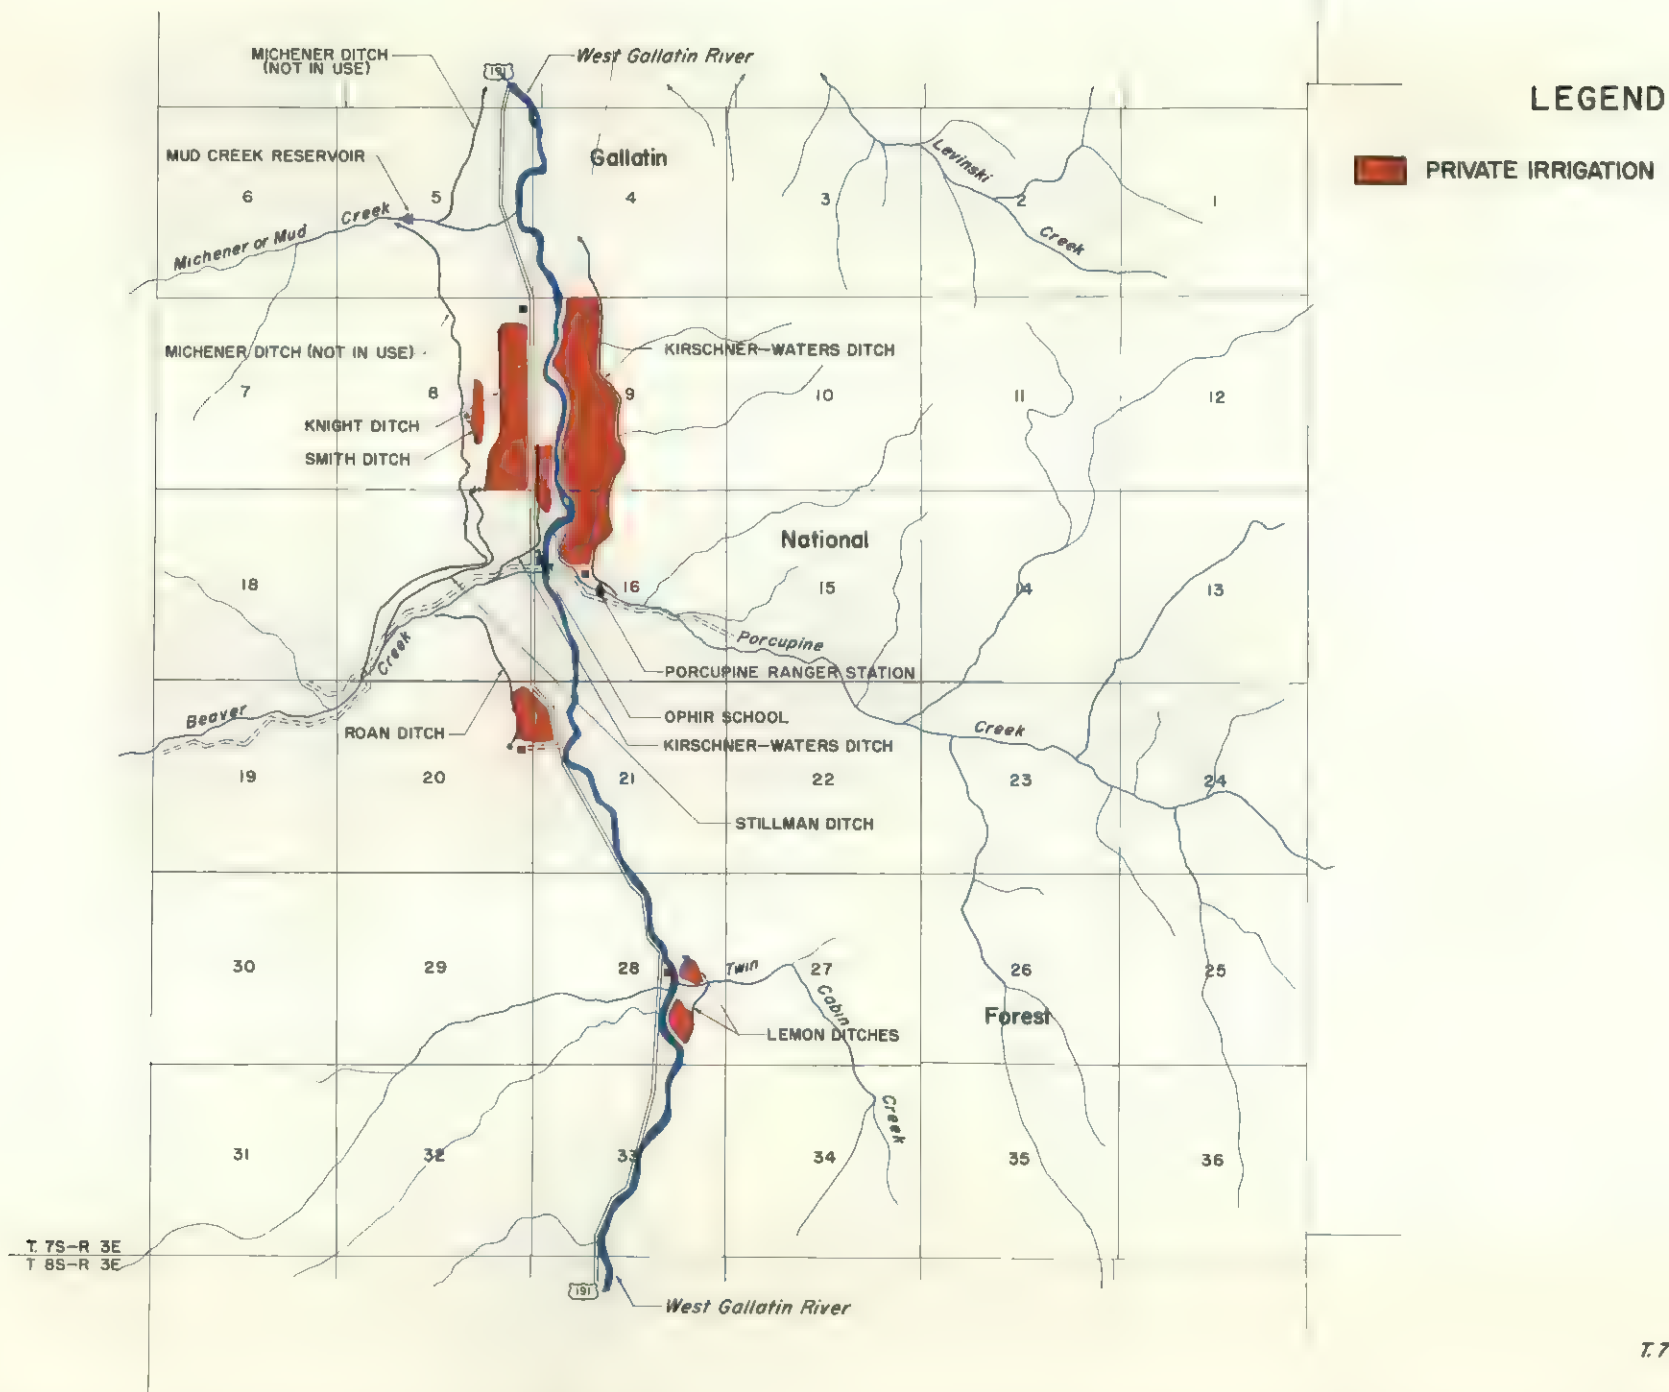 MICHENER DITCH
(NOT IN USE)
191
West Gallatin River
LEGEND
PRIVATE IRRIGATION
MUD CREEK RESERVOIR
Gallatin
Levinski
Creek
6
5
4
3
2
1
Michener or Mud
Creek
MICHENER DITCH (NOT IN USE)
KIRSCHNER-WATERS DITCH
7
8
9
10
11
12
KNIGHT DITCH
SMITH DITCH
National
18
16
15
14
13
Porcupine
Creek
PORCUPINE RANGER STATION
Beaver
Creek
ROAN DITCH
OPHIR SCHOOL
KIRSCHNER-WATERS DITCH
19
20
21
22
23
24
STILLMAN DITCH
30
29
28
Twin
27
26
25
Cabin
Forest
LEMON DITCHES
Creek
31
32
33
34
35
36
T. 7S-R 3E
T 8S-R 3E
191
West Gallatin River
T. 7